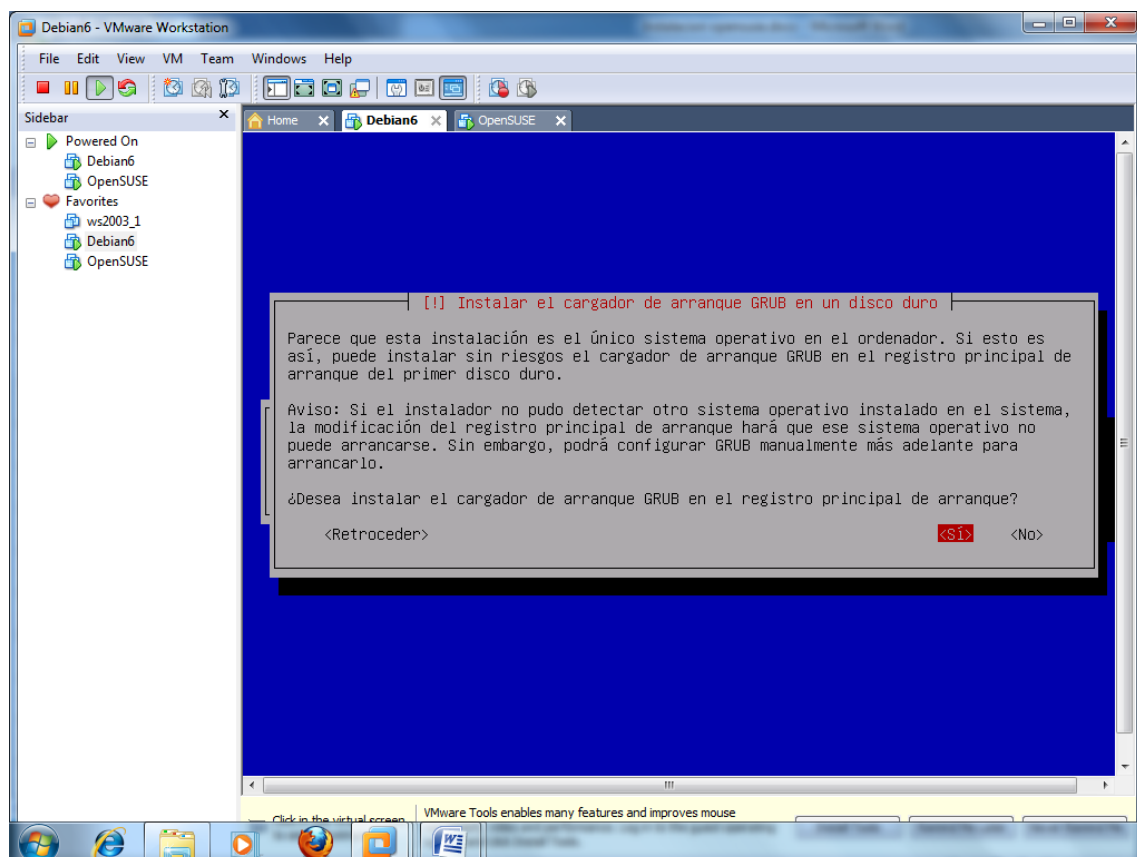 Debian6 - VMware Workstation
File Edit View VM Team Windows Help
Sidebar
Home
Debian6
OpenSUSE
Powered On
Debian6
OpenSUSE
Favorites
ws2003_1
Debian6
OpenSUSE
[!] Instalar el cargador de arranque GRUB en un disco duro
Parece que esta instalación es el único sistema operativo en el ordenador. Si esto es
así, puede instalar sin riesgos el cargador de arranque GRUB en el registro principal de
arranque del primer disco duro.
Aviso: Si el instalador no pudo detectar otro sistema operativo instalado en el sistema,
la modificación del registro principal de arranque hará que ese sistema operativo no
puede arrancarse. Sin embargo, podrá configurar GRUB manualmente más adelante para
arrancarlo.
¿Desea instalar el cargador de arranque GRUB en el registro principal de arranque?
<Retroceder> <Sí> <No>
Click in the virtual screen
VMware Tools enables many features and improves mouse